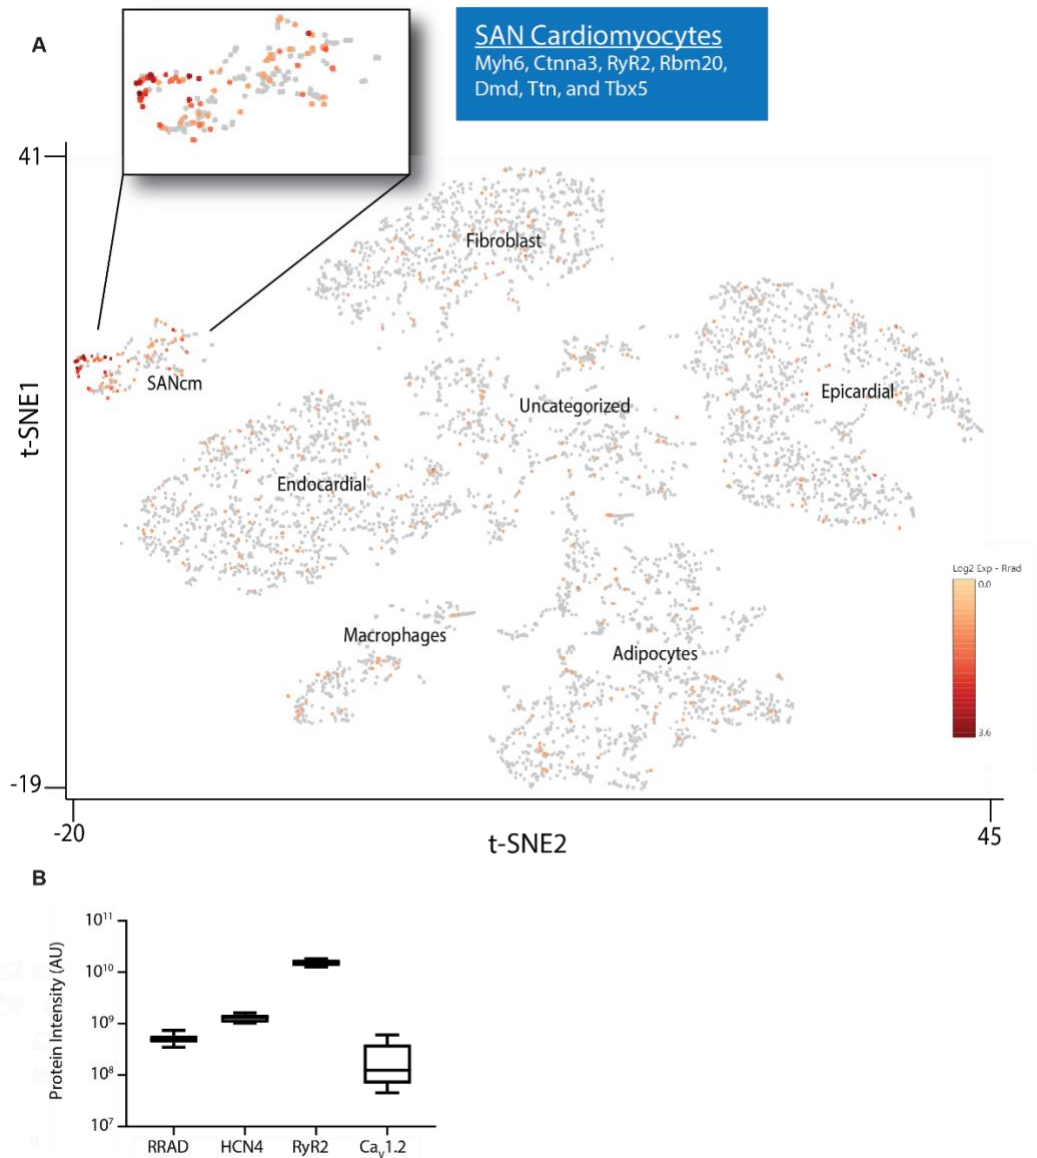 A
SAN Cardiomyocytes
Myh6, Ctnna3, RyR2, Rbm20,
Dmd, Ttn, and Tbx5
41
Fibroblast
SANcm
Epicardial
Uncategorized
t-SNE1
Endocardial
Log2 Exp - Rrad
0.0
Macrophages
Adipocytes
3.6
-19
-20
45
t-SNE2
B
10¹¹
10¹⁰
10⁹
10⁸
10⁷
Protein Intensity (AU)
RRAD HCN4 RyR2 Caᵥ1.2